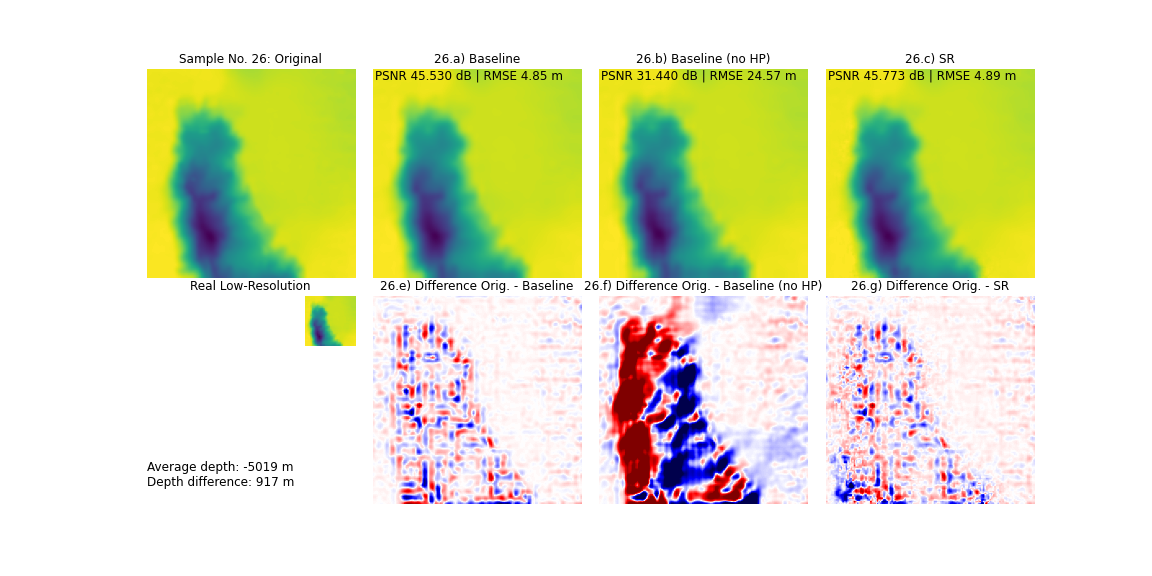 Sample No. 26: Original
26.a) Baseline
26.b) Baseline (no HP)
26.c) SR
PSNR 45.530 dB | RMSE 4.85 m
PSNR 31.440 dB | RMSE 24.57 m
PSNR 45.773 dB | RMSE 4.89 m
Real Low-Resolution
26.e) Difference Orig. - Baseline
26.f) Difference Orig. - Baseline (no HP)
26.g) Difference Orig. - SR
Average depth: -5019 m
Depth difference: 917 m